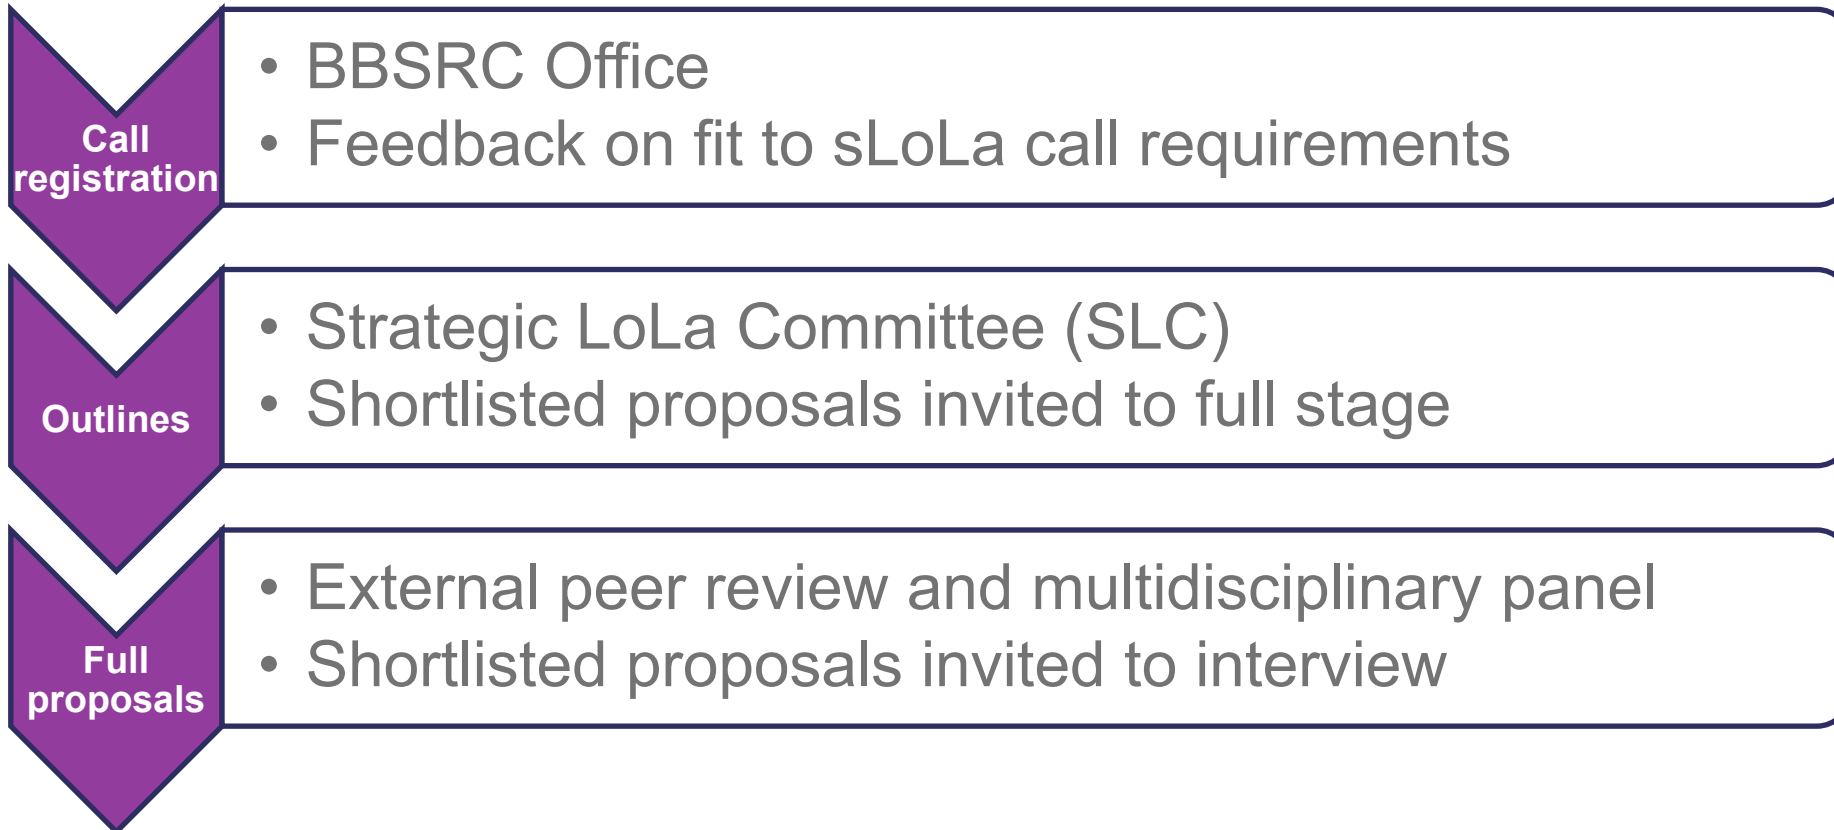 Call
registration
• BBSRC Office
• Feedback on fit to sLoLa call requirements
Outlines
• Strategic LoLa Committee (SLC)
• Shortlisted proposals invited to full stage
Full
proposals
• External peer review and multidisciplinary panel
• Shortlisted proposals invited to interview